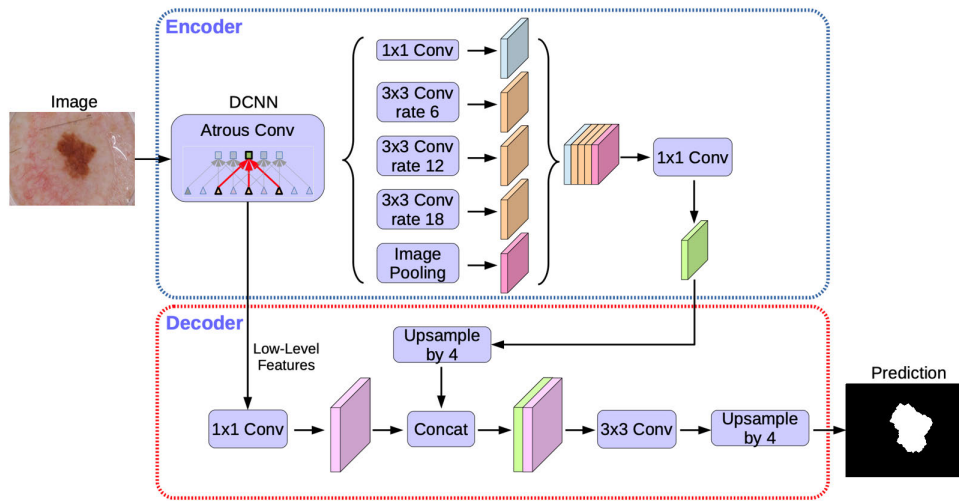 Encoder
Image
DCNN
Atrous Conv
1x1 Conv
3x3 Conv
rate 6
3x3 Conv
rate 12
3x3 Conv
rate 18
Image
Pooling
1x1 Conv
Decoder
Low-Level
Features
Upsample
by 4
1x1 Conv
Concat
3x3 Conv
Upsample
by 4
Prediction